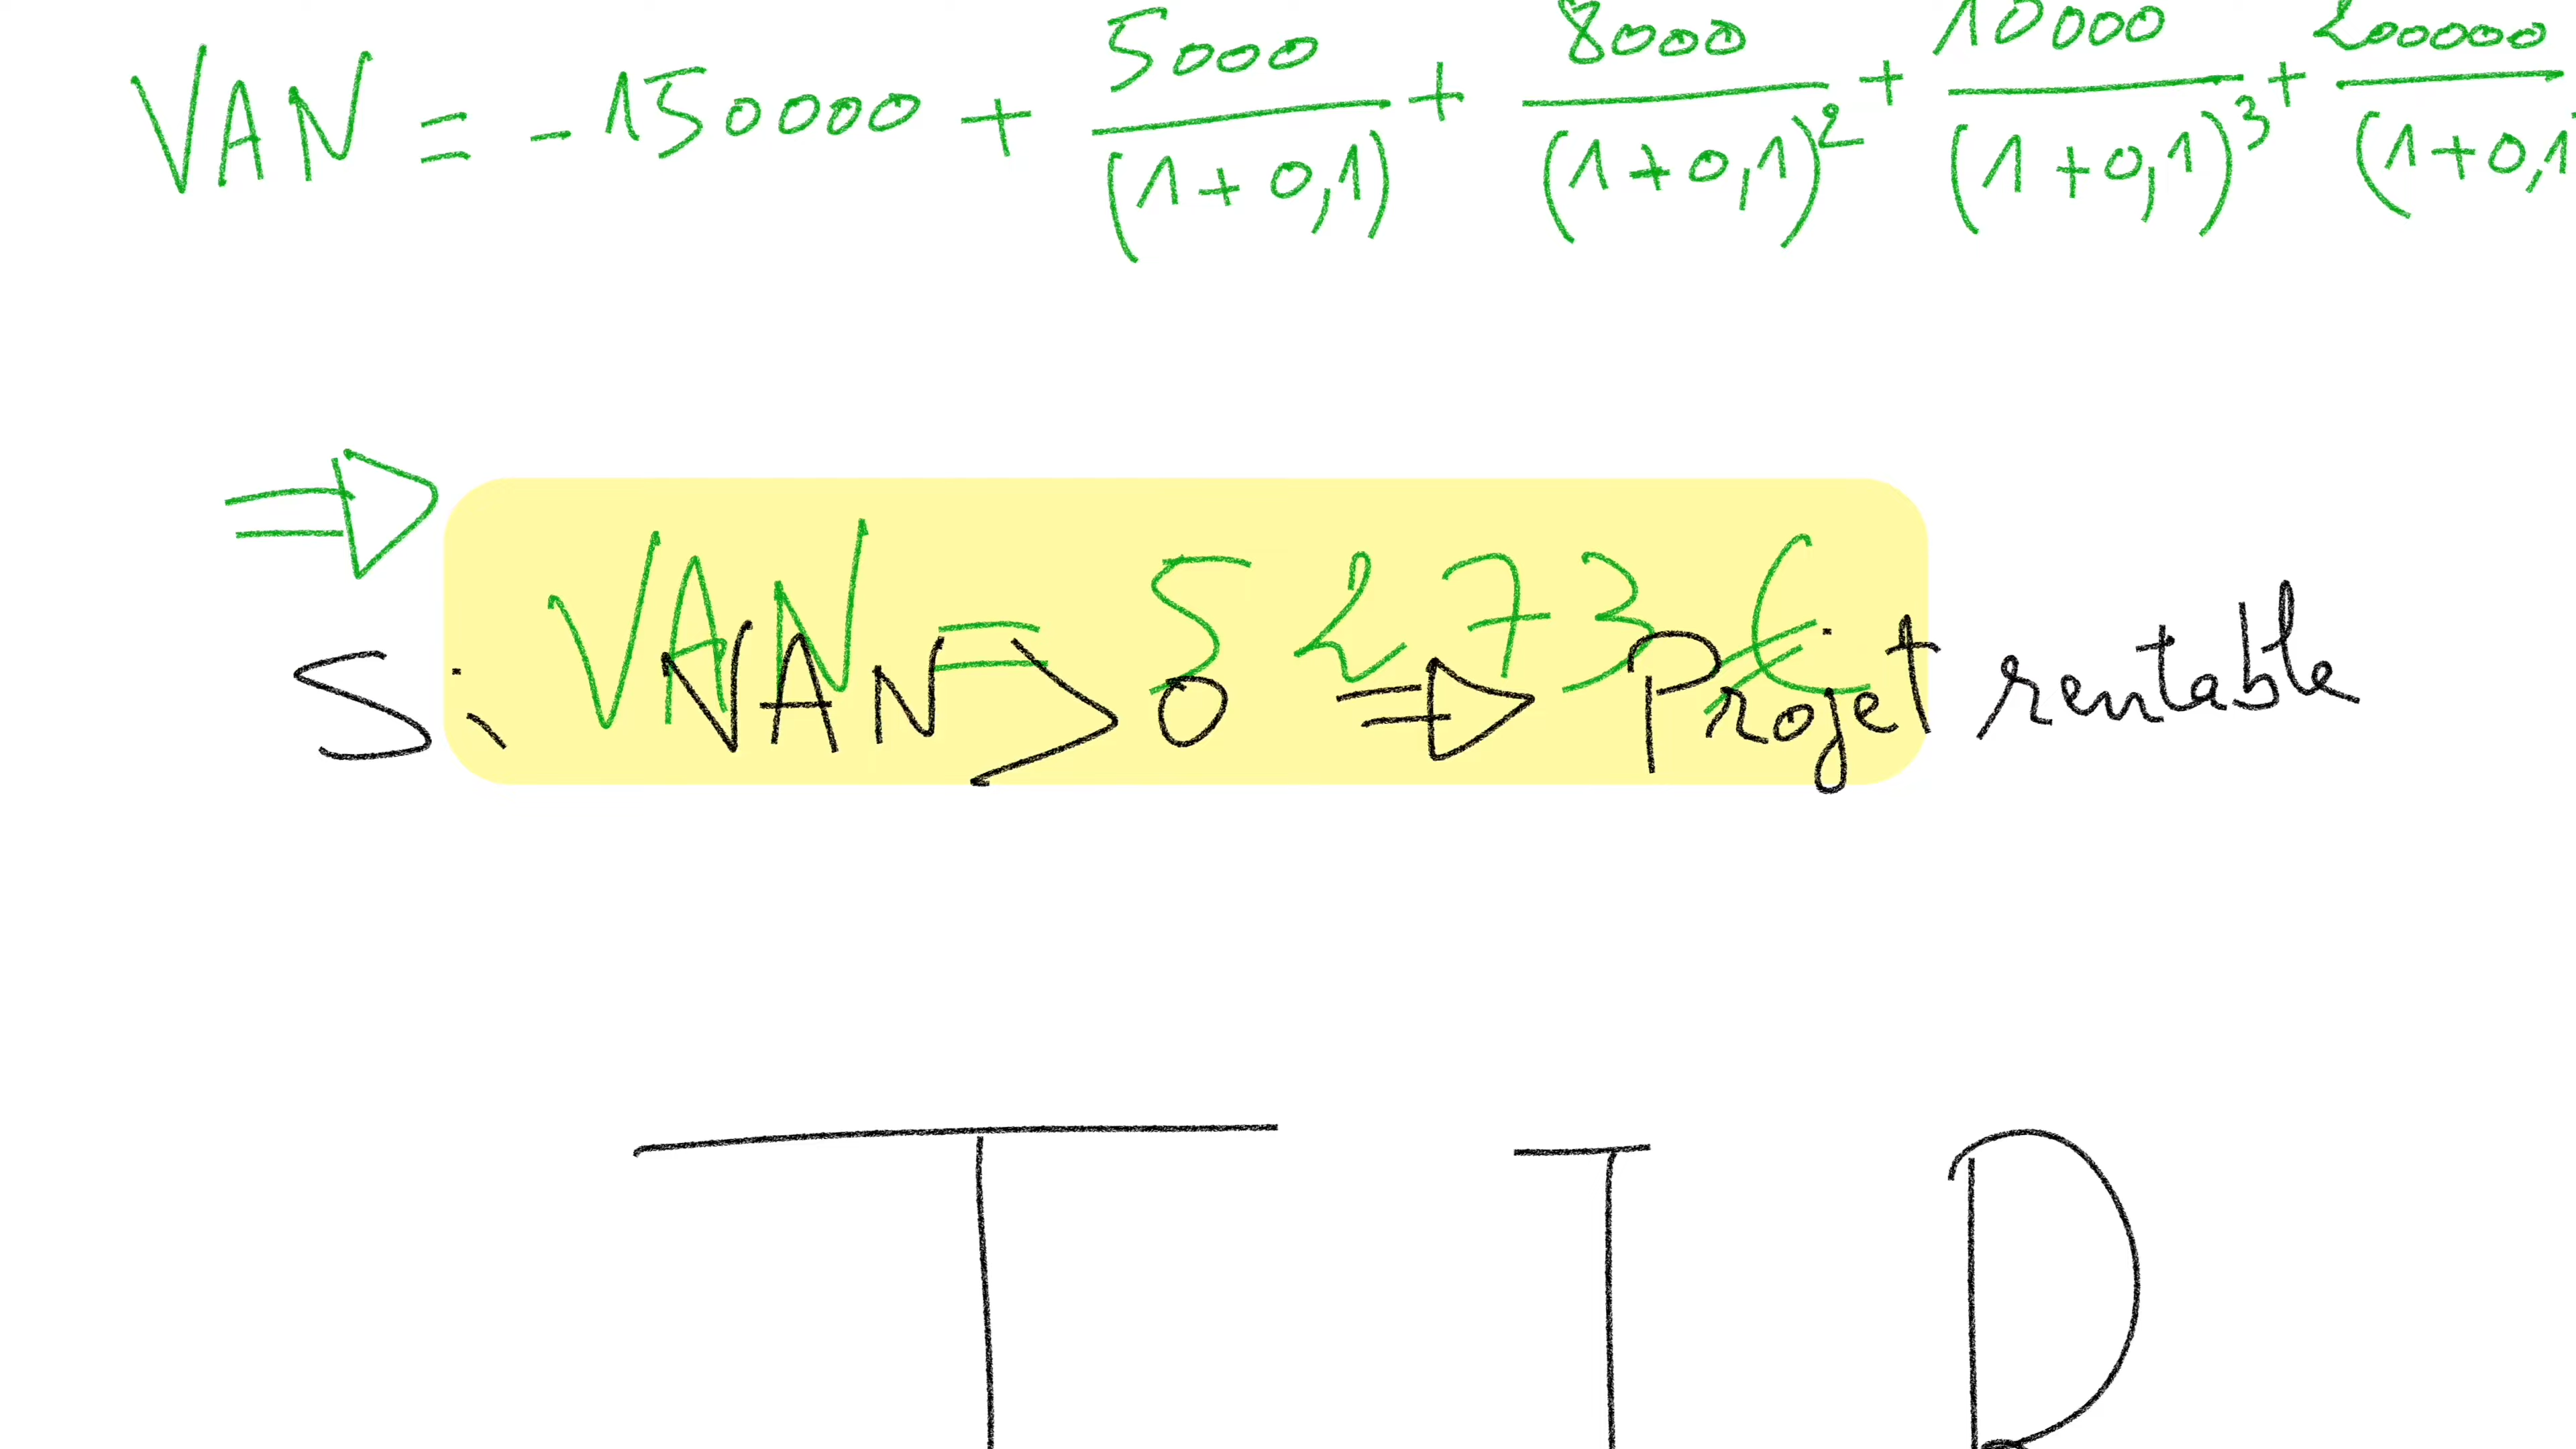 VAN = - 150000 + 5000/(1+0,1) + 8000/(1+0,1)² + 10000/(1+0,1)³ + 200000/(1+0,1
⇒ VAN = 5273 €
Si VAN > 0 ⇒ Projet rentable
T I R